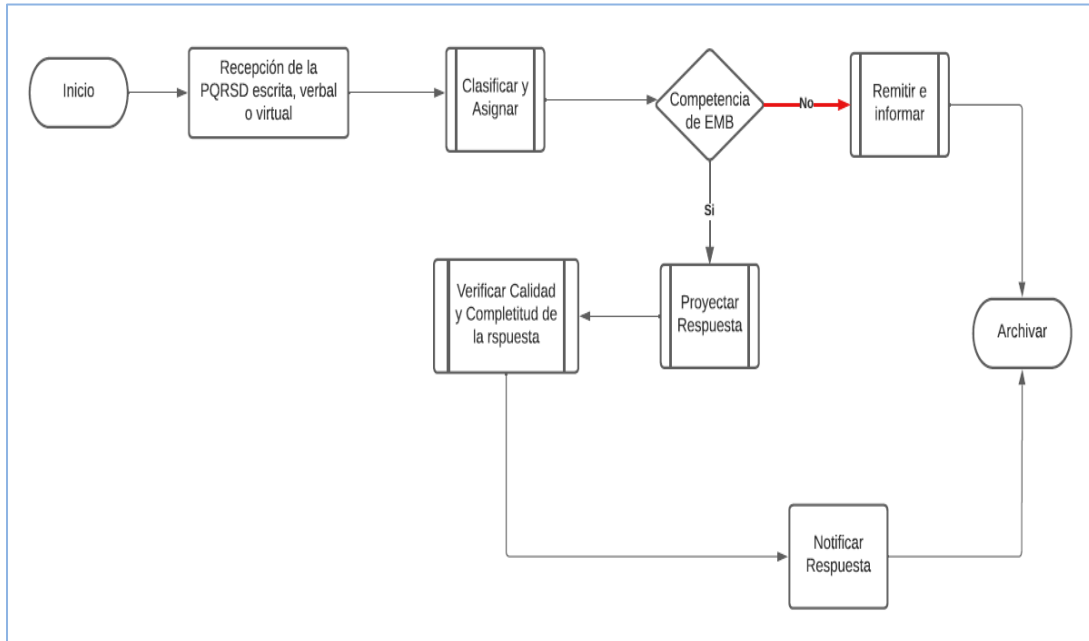 Inicio
Recepción de la
PQRSD escrita, verbal
o virtual
Clasificar y
Asignar
Competencia
de EMB
No
Remitir e
informar
Si
Verificar Calidad
y Completitud de
la rspuesta
Proyectar
Respuesta
Archivar
Notificar
Respuesta